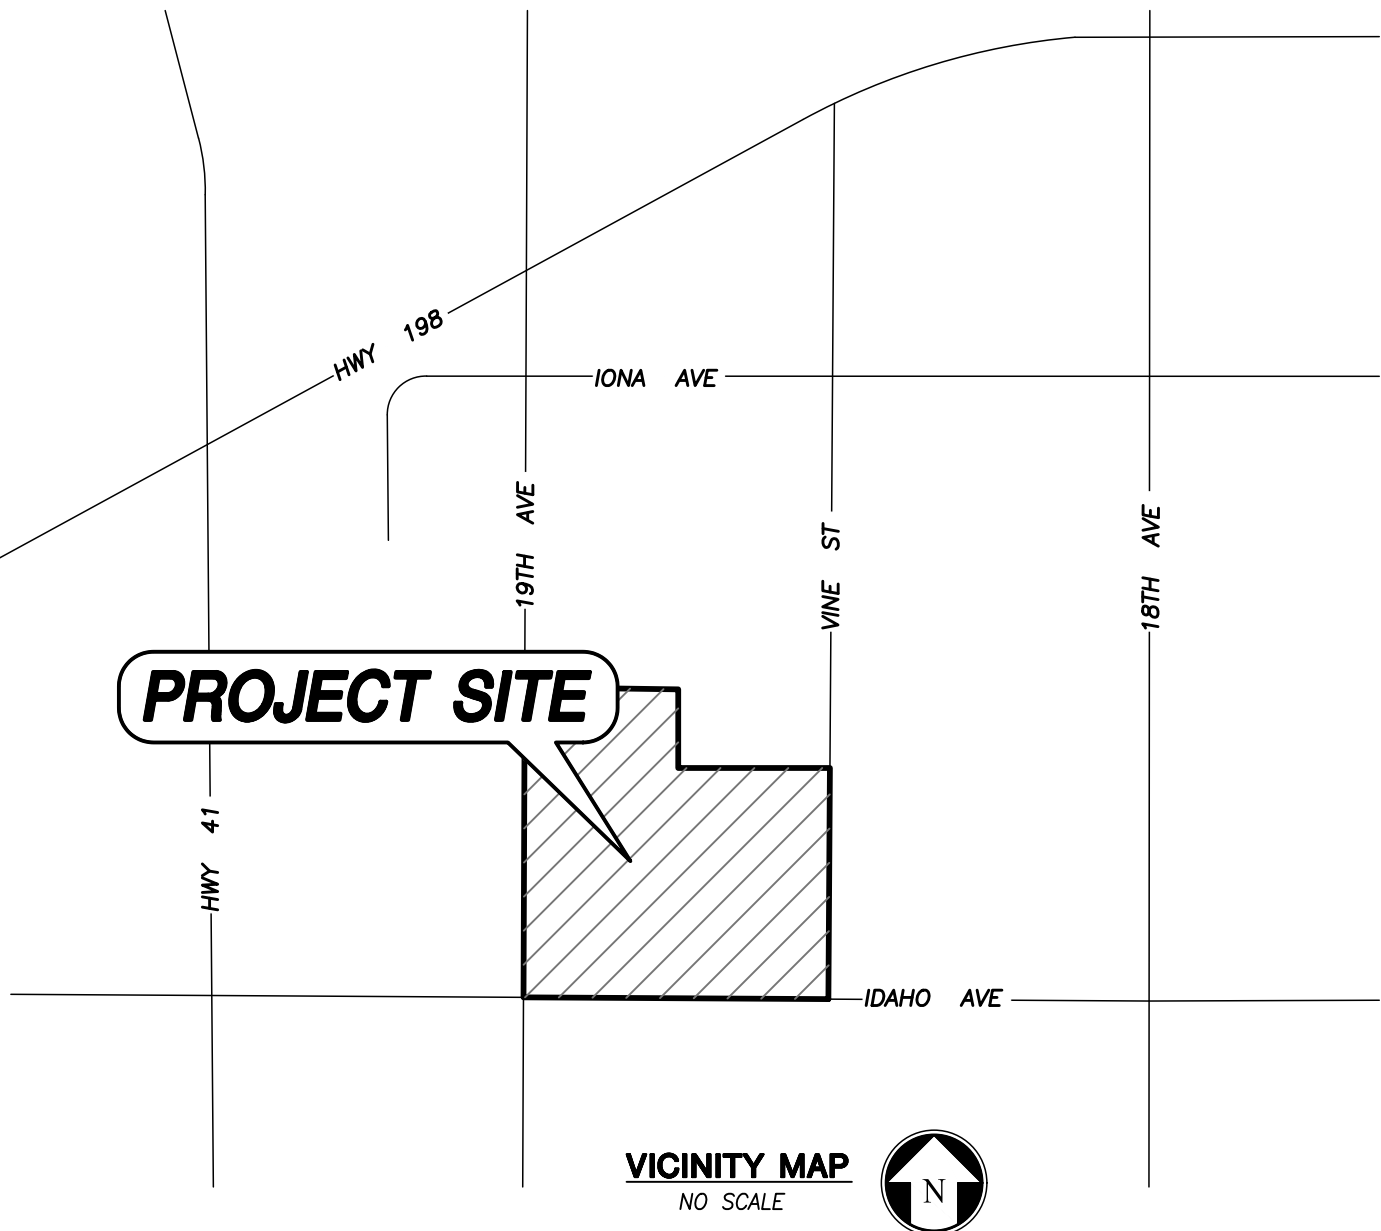 HWY 198
IONA AVE
19TH AVE
VINE ST
18TH AVE
PROJECT SITE
HWY 41
IDAHO AVE
VICINITY MAP
NO SCALE
N